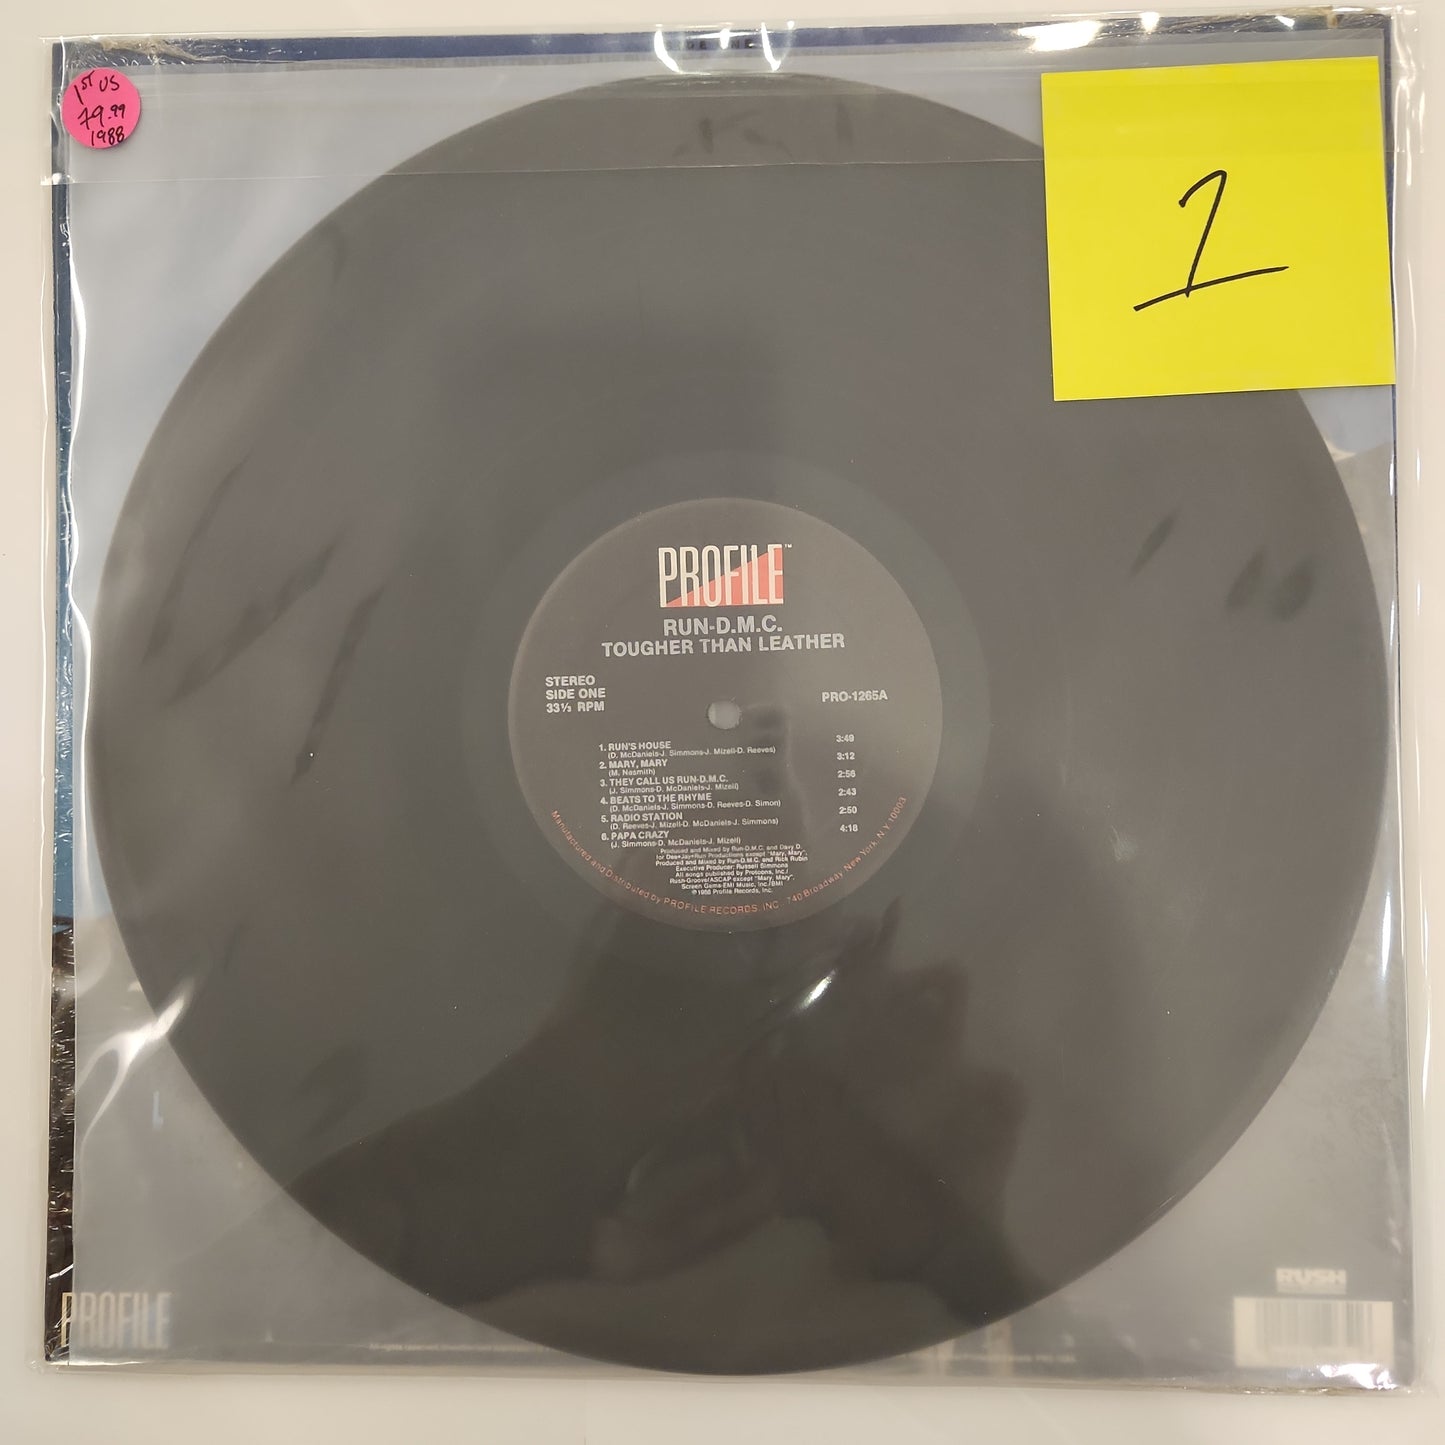 1ST US
79.99
1988
1
PROFILE™
RUN-D.M.C.
TOUGHER THAN LEATHER
STEREO
SIDE ONE
33⅓ RPM
PRO-1265A
1. RUN'S HOUSE 3:49
(D. McDaniels-J. Simmons-J. Mizell-D. Reeves)
2. MARY, MARY 3:12
(M. Nesmith)
3. THEY CALL US RUN-D.M.C. 2:56
(J. Simmons-D. McDaniels-J. Mizell)
4. BEATS TO THE RHYME 2:43
(D. McDaniels-J. Simmons-D. Reeves-D. Simon)
5. RADIO STATION 2:50
(D. Reeves-J. Mizell-D. McDaniels-J. Simmons)
6. PAPA CRAZY 4:18
(J. Simmons-D. McDaniels-J. Mizell)
Produced and Mixed by Run-D.M.C. and Davy D.
for Dee•Jay•Run Productions except "Mary, Mary",
Produced and Mixed by Run-D.M.C. and Rick Rubin
Executive Producer: Russell Simmons
All songs published by Protoons, Inc./
Rush-Groove/ASCAP except "Mary, Mary",
Screen Gems-EMI Music, Inc./BMI
℗ 1988 Profile Records, Inc.
Manufactured and Distributed by PROFILE RECORDS, INC. 740 Broadway, New York, N.Y. 10003
PROFILE
RUSH